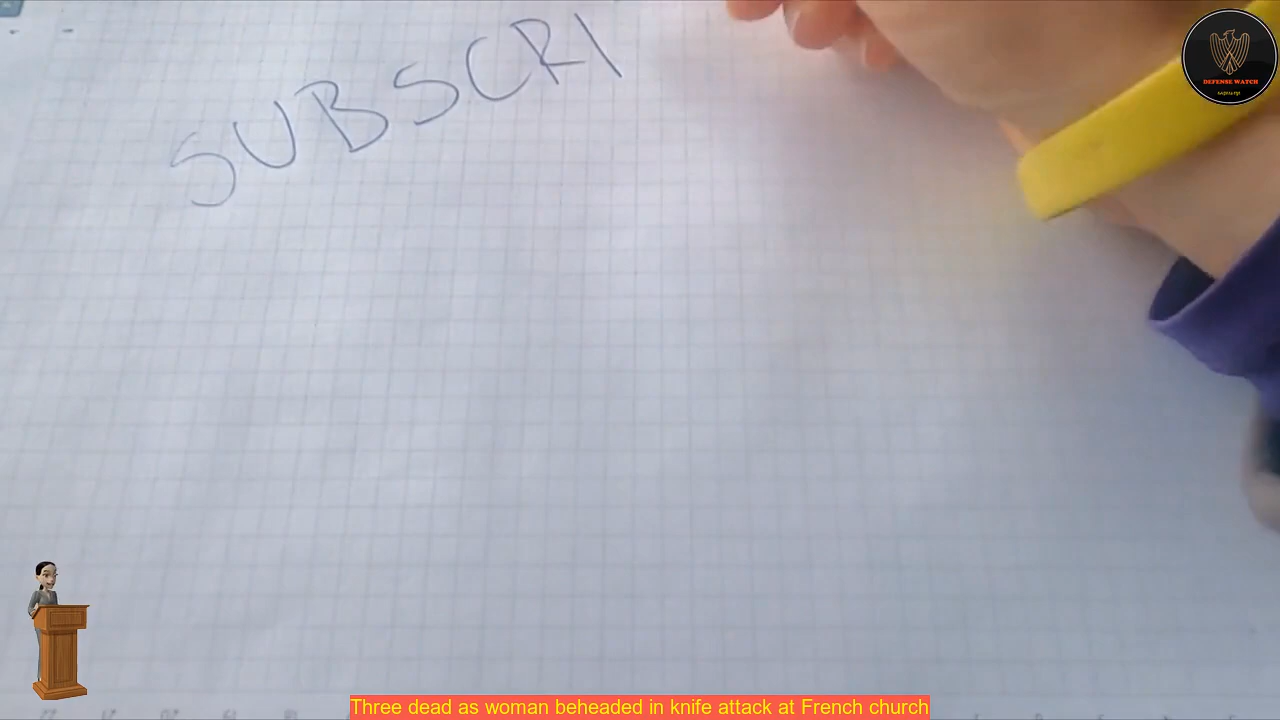 SUBSCRI
DEFENSE WATCH
Three dead as woman beheaded in knife attack at French church